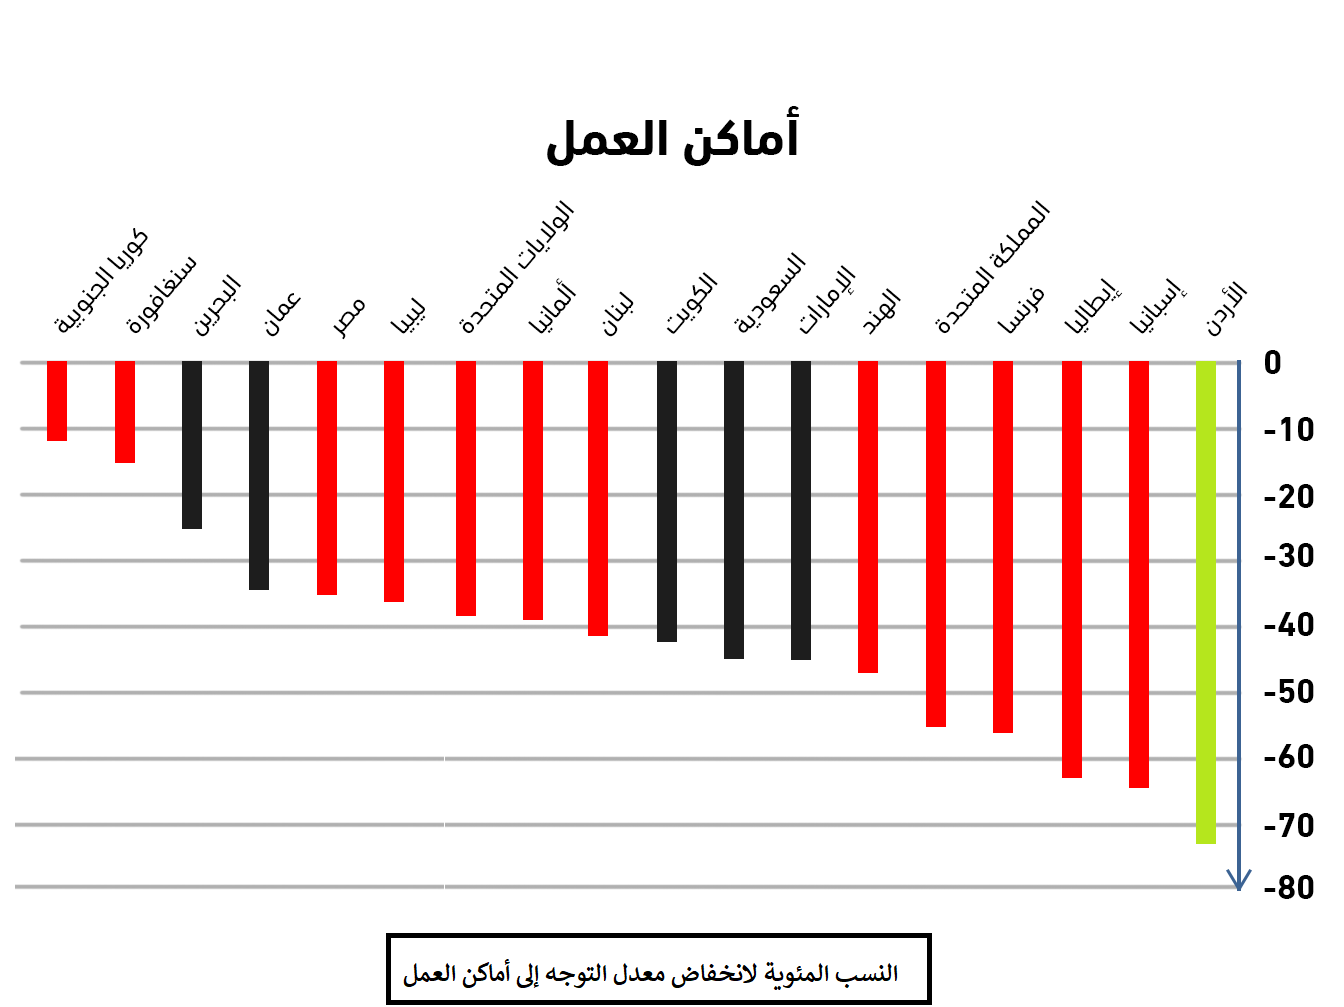 أماكن العمل
الأردن
إسبانيا
إيطاليا
فرنسا
المملكة المتحدة
الهند
الإمارات
السعودية
الكويت
لبنان
ألمانيا
الولايات المتحدة
ليبيا
مصر
عمان
البحرين
سنغافورة
كوريا الجنوبية
0
-10
-20
-30
-40
-50
-60
-70
-80
النسب المئوية لانخفاض معدل التوجه إلى أماكن العمل